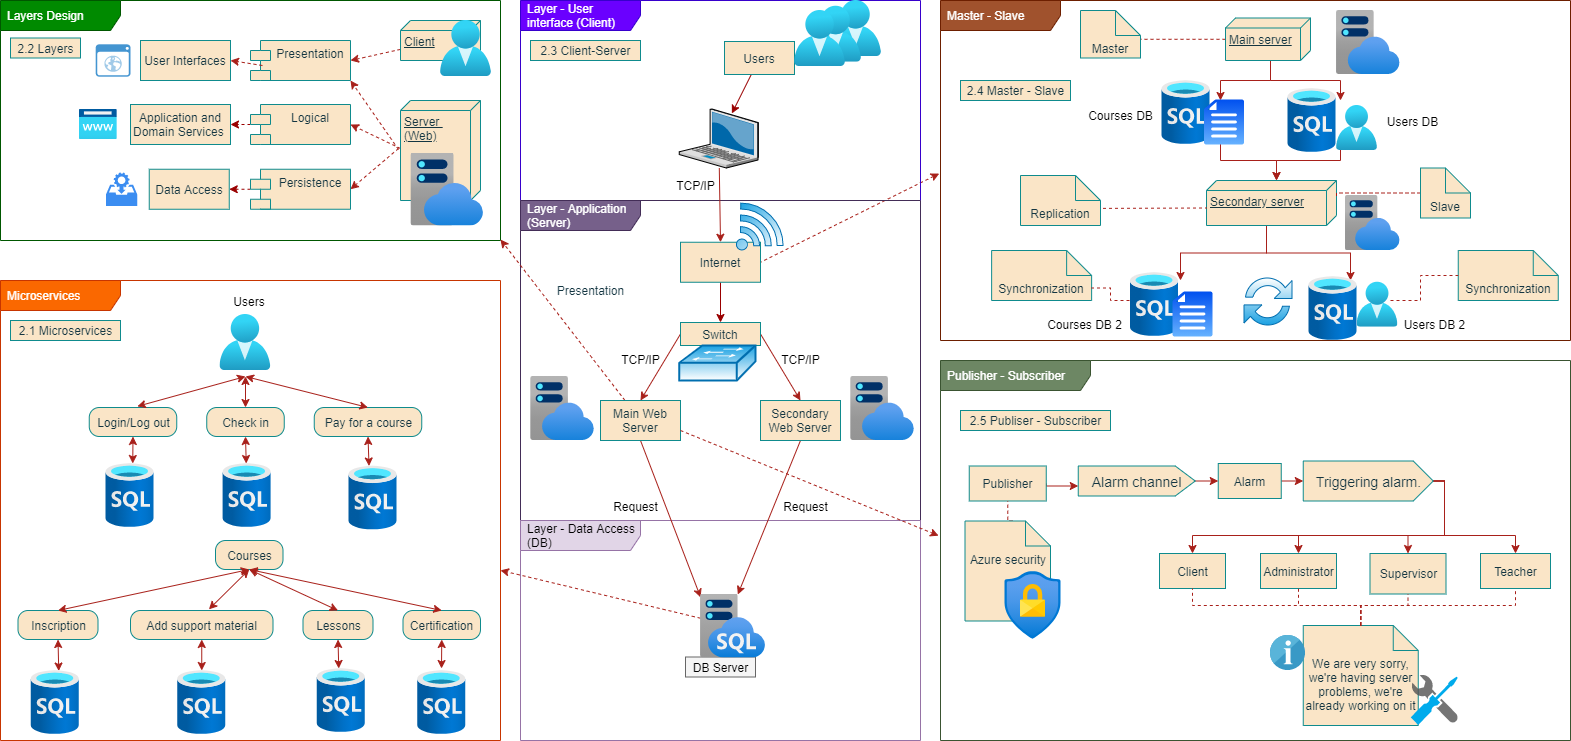 Layers Design
2.2 Layers
User Interfaces
Presentation
Client
www
Application and
Domain Services
Logical
Server
(Web)
Data Access
Persistence
Microservices
2.1 Microservices
Users
Login/Log out
Check in
Pay for a course
SQL
SQL
SQL
Courses
Inscription
Add support material
Lessons
Certification
SQL
SQL
SQL
SQL
Layer - User
interface (Client)
2.3 Client-Server
Users
TCP/IP
Layer - Application
(Server)
Internet
Presentation
Switch
TCP/IP
TCP/IP
Main Web
Server
Secondary
Web Server
Request
Request
Layer - Data Access
(DB)
SQL
DB Server
Master - Slave
Master
Main server
2.4 Master - Slave
Courses DB
SQL
SQL
Users DB
Replication
Secondary server
Slave
Synchronization
SQL
SQL
Synchronization
Courses DB 2
Users DB 2
Publisher - Subscriber
2.5 Publiser - Subscriber
Publisher
Alarm channel
Alarm
Triggering alarm.
Azure security
Client
Administrator
Supervisor
Teacher
i
We are very sorry,
we're having server
problems, we're
already working on it